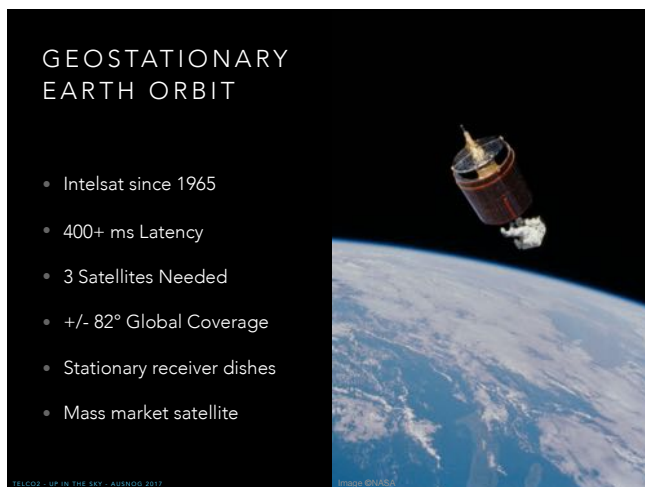 GEOSTATIONARY
EARTH ORBIT
• Intelsat since 1965
• 400+ ms Latency
• 3 Satellites Needed
• +/- 82° Global Coverage
• Stationary receiver dishes
• Mass market satellite
TELCO2 - UP IN THE SKY - AUSNOG 2017
Image ©NASA